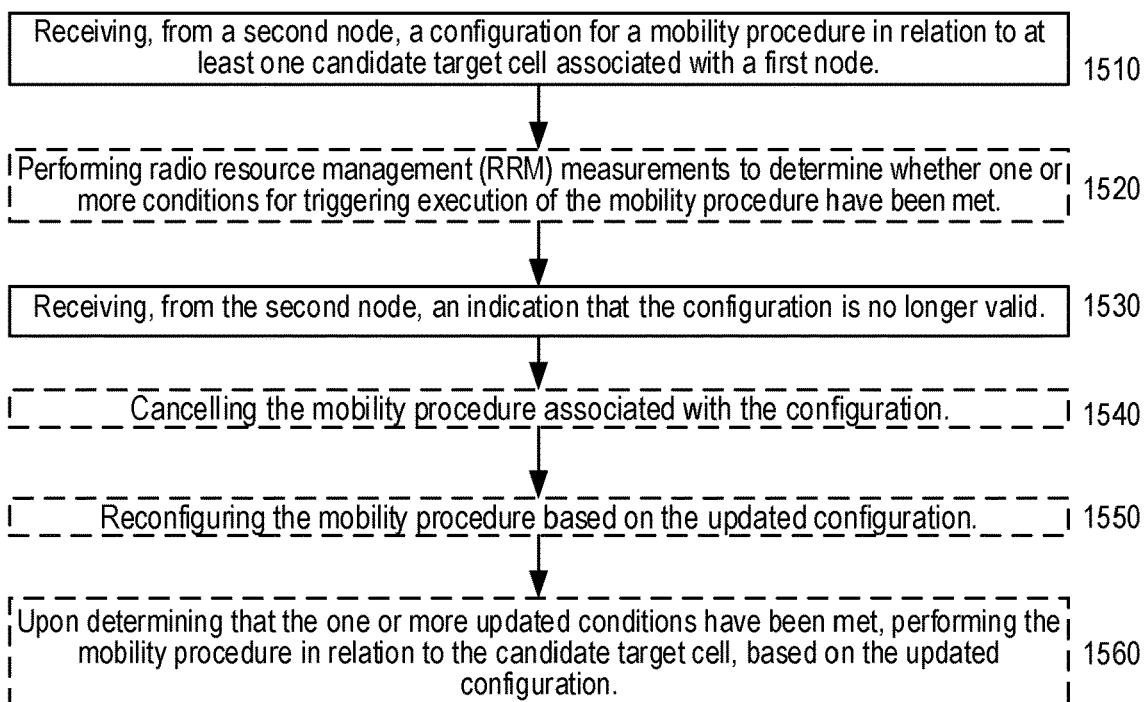 Receiving, from a second node, a configuration for a mobility procedure in relation to at
least one candidate target cell associated with a first node.
1510
Performing radio resource management (RRM) measurements to determine whether one or
more conditions for triggering execution of the mobility procedure have been met.
1520
Receiving, from the second node, an indication that the configuration is no longer valid.
1530
Cancelling the mobility procedure associated with the configuration.
1540
Reconfiguring the mobility procedure based on the updated configuration.
1550
Upon determining that the one or more updated conditions have been met, performing the
mobility procedure in relation to the candidate target cell, based on the updated
configuration.
1560